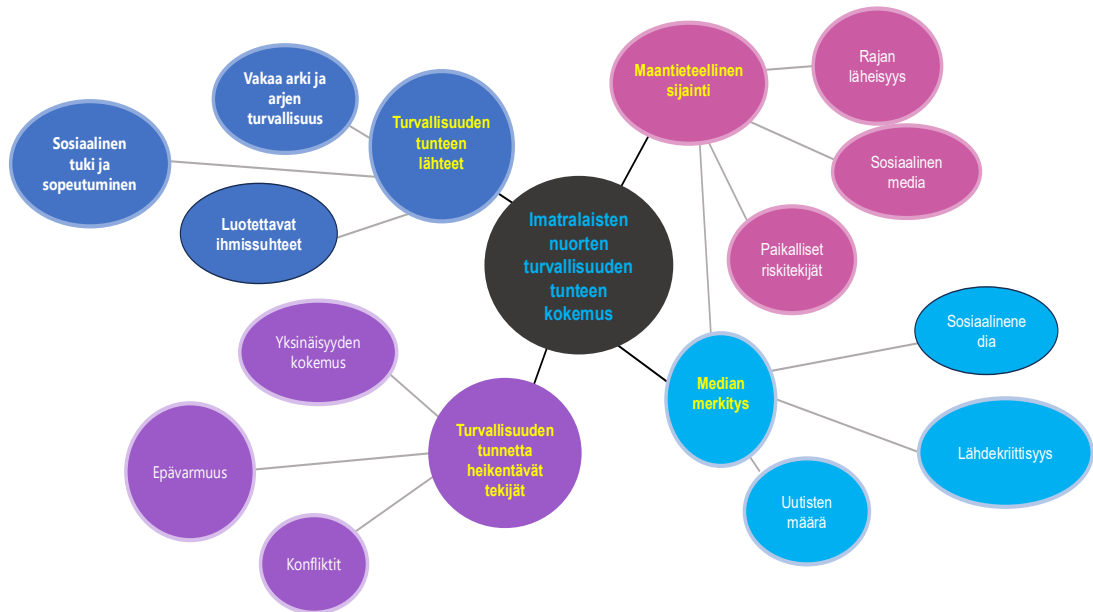 Imatralaisten
nuorten
turvallisuuden
tunteen
kokemus
Turvallisuuden
tunteen
lähteet
Vakaa arki ja
arjen
turvallisuus
Sosiaalinen
tuki ja
sopeutuminen
Luotettavat
ihmissuhteet
Maantieteellinen
sijainti
Rajan
läheisyys
Sosiaalinen
media
Paikalliset
riskitekijät
Median
merkitys
Sosiaalinene
dia
Lähdekriittisyys
Uutisten
määrä
Turvallisuuden
tunnetta
heikentävät
tekijät
Yksinäisyyden
kokemus
Epävarmuus
Konfliktit